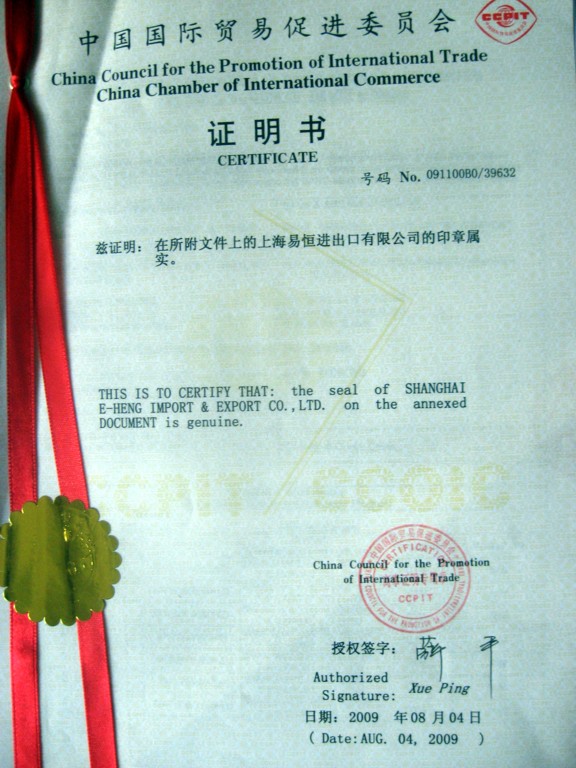 中国国际贸易促进委员会
CCPIT
China Council for the Promotion of International Trade
China Chamber of International Commerce
证明书
CERTIFICATE
号码 No. 091100B0/39632
兹证明： 在所附文件上的上海易恒进出口有限公司的印章属
实。
THIS IS TO CERTIFY THAT: the seal of SHANGHAI
E-HENG IMPORT & EXPORT CO.,LTD. on the annexed
DOCUMENT is genuine.
CCPIT CCOIC
China Council for the Promotion
of International Trade
CERTIFICATION
CCPIT
授权签字：
Authorized
Signature: Xue Ping
日期：2009 年08 月04 日
( Date:AUG. 04, 2009 )